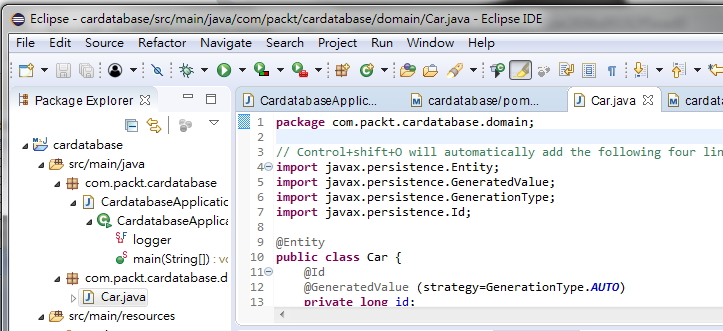 Eclipse - cardatabase/src/main/java/com/packt/cardatabase/domain/Car.java - Eclipse IDE
Eclipse Edit Source Refactor Navigate Search Project Run Window Help
Package Explorer
CardatabaseApplic...
cardatabase/pom...
Car.java
cardata
cardatabase
src/main/java
com.packt.cardatabase
CardatabaseApplication
CardatabaseAppli
logger
main(String[]) : vo
com.packt.cardatabase.d
Car.java
src/main/resources
1 package com.packt.cardatabase.domain;
2
3 // Control+shift+O will automatically add the following four lin
4 import javax.persistence.Entity;
5 import javax.persistence.GeneratedValue;
6 import javax.persistence.GenerationType;
7 import javax.persistence.Id;
8
9 @Entity
10 public class Car {
11 @Id
12 @GeneratedValue (strategy=GenerationType.AUTO)
13 private long id;